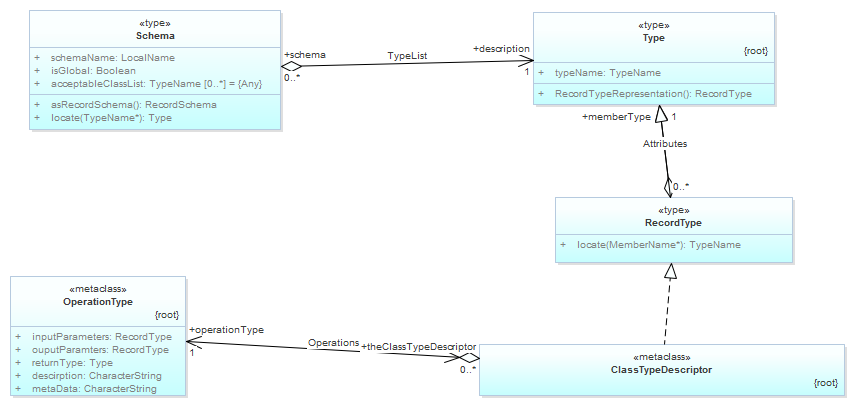 «type»
Schema
+ schemaName: LocalName
+ isGlobal: Boolean
+ acceptableClassList: TypeName [0..*] = {Any}
+ asRecordSchema(): RecordSchema
+ locate(TypeName*): Type
+schema
0..*
TypeList
+description
1
«type»
Type
{root}
+ typeName: TypeName
+ RecordTypeRepresentation(): RecordType
+memberType
1
Attributes
0..*
«type»
RecordType
+ locate(MemberName*): TypeName
«metaclass»
OperationType
{root}
+ inputParameters: RecordType
+ ouputParamters: RecordType
+ returnType: Type
+ descirption: CharacterString
+ metaData: CharacterString
+operationType
1
Operations
+theClassTypeDescriptor
0..*
«metaclass»
ClassTypeDescriptor
{root}